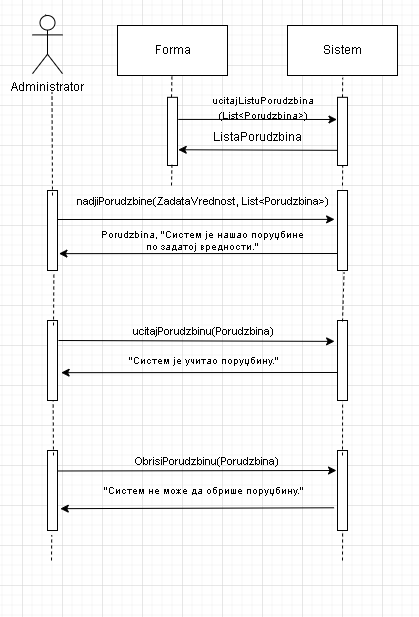 Forma
Sistem
Administrator
ucitajListuPorudzbina
(List<Porudzbina>)
ListaPorudzbina
nadjiPorudzbine(ZadataVrednost, List<Porudzbina>)
Porudzbina, "Систем је нашао поруџбине
по задатој вредности."
ucitajPorudzbinu(Porudzbina)
"Систем је учитао поруџбину."
ObrisiPorudzbinu(Porudzbina)
"Систем не може да обрише поруџбину."